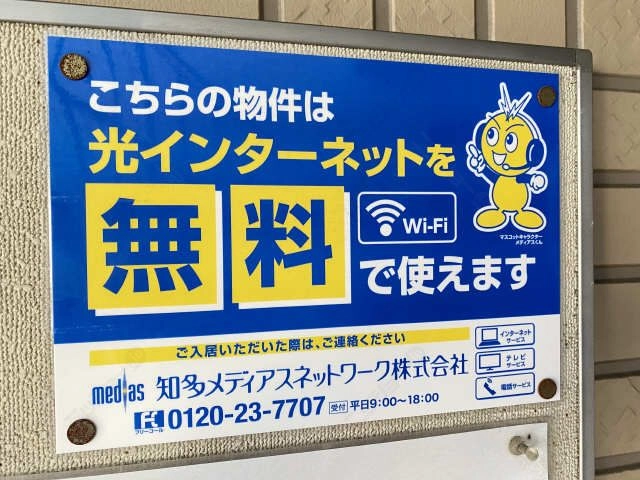 こちらの物件は
光インターネットを
無料
Wi-Fi
で使えます
マスコットキャラクター
メディアスくん
ご入居いただいた際は、ご連絡ください
medias 知多メディアスネットワーク株式会社
フリーコール 0120-23-7707 受付 平日9:00~18:00
インターネット
サービス
テレビ
サービス
電話サービス